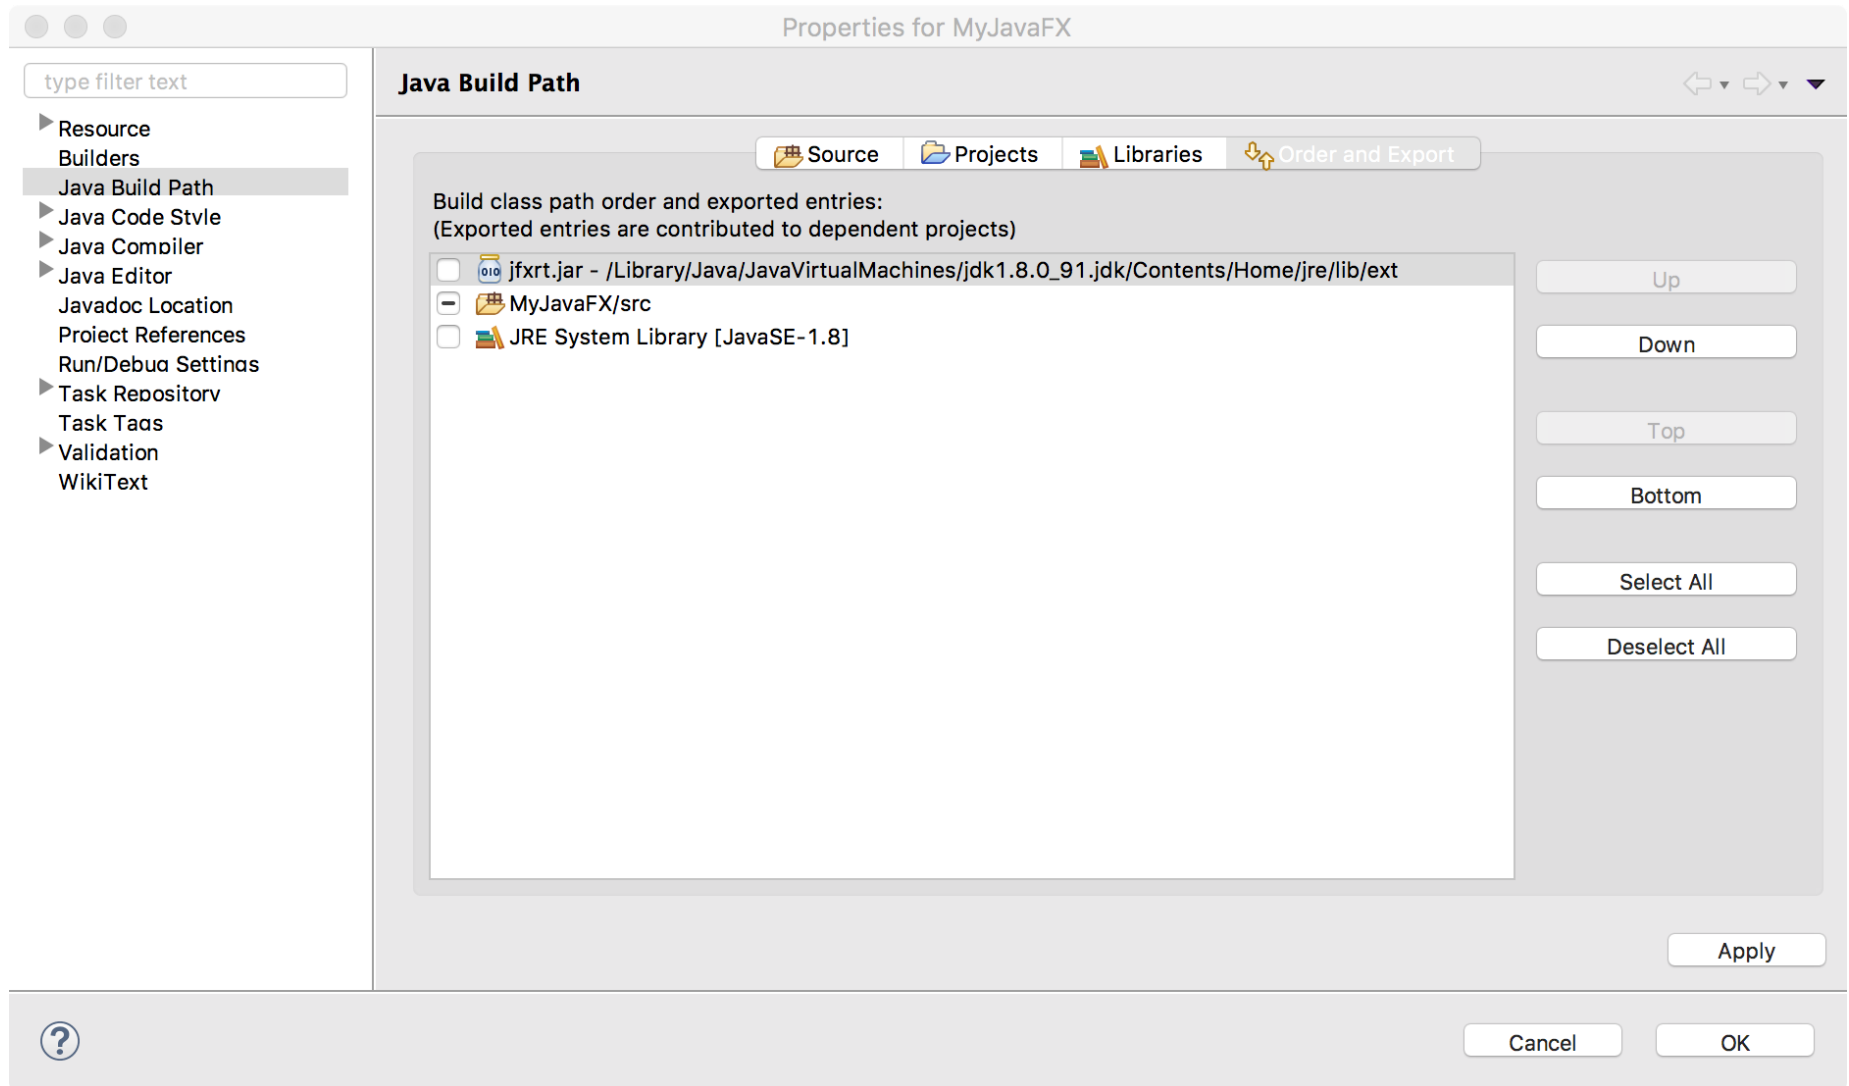 Properties for MyJavaFX
type filter text
Resource
Builders
Java Build Path
Java Code Style
Java Compiler
Java Editor
Javadoc Location
Project References
Run/Debug Settings
Task Repository
Task Tags
Validation
WikiText
Java Build Path
Source Projects Libraries Order and Export
Build class path order and exported entries:
(Exported entries are contributed to dependent projects)
010 jfxrt.jar - /Library/Java/JavaVirtualMachines/jdk1.8.0_91.jdk/Contents/Home/jre/lib/ext
MyJavaFX/src
JRE System Library [JavaSE-1.8]
Up
Down
Top
Bottom
Select All
Deselect All
Apply
?
Cancel OK